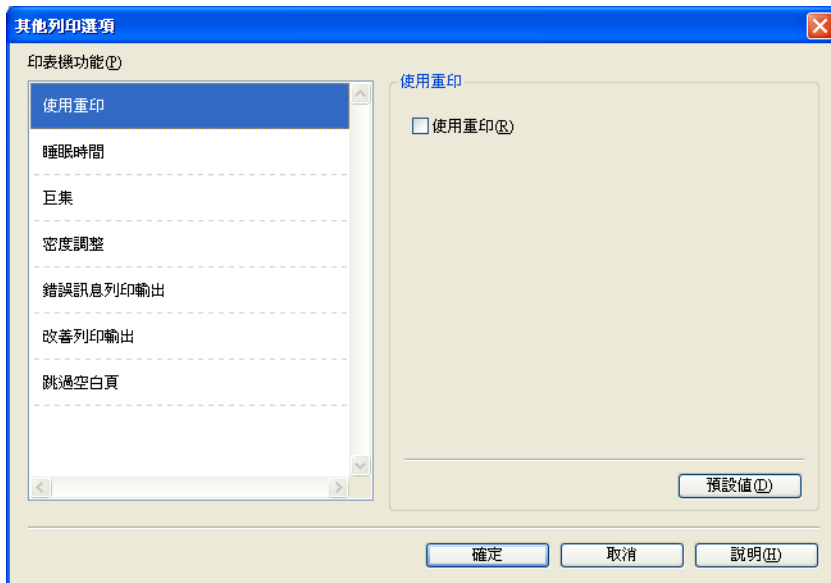 其他列印選項
印表機功能(P)
使用重印
睡眠時間
巨集
密度調整
錯誤訊息列印輸出
改善列印輸出
跳過空白頁
使用重印
使用重印(R)
預設值(D)
確定
取消
說明(H)